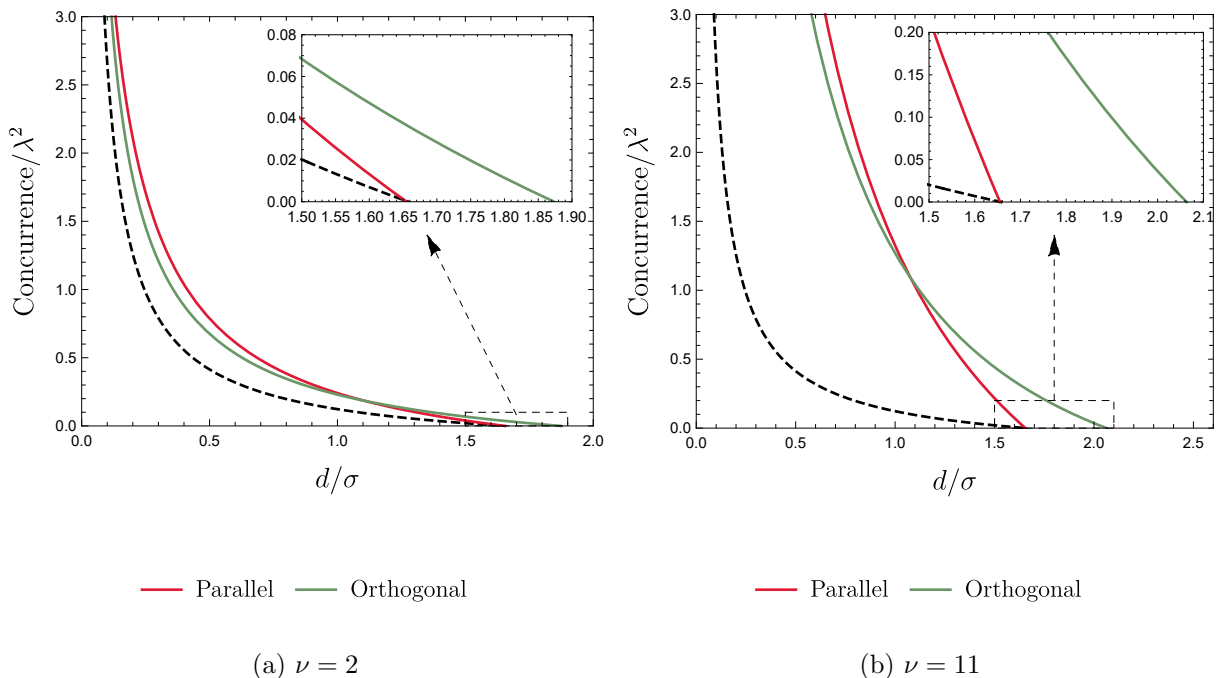 3.0
2.5
2.0
1.5
1.0
0.5
0.0
0.0 0.5 1.0 1.5 2.0
Concurrence/λ²
d/σ
0.08
0.06
0.04
0.02
0.00
1.50 1.55 1.60 1.65 1.70 1.75 1.80 1.85 1.90
Parallel Orthogonal
(a) ν = 2
3.0
2.5
2.0
1.5
1.0
0.5
0.0
0.0 0.5 1.0 1.5 2.0 2.5
Concurrence/λ²
d/σ
0.20
0.15
0.10
0.05
0.00
1.5 1.6 1.7 1.8 1.9 2.0 2.1
Parallel Orthogonal
(b) ν = 11